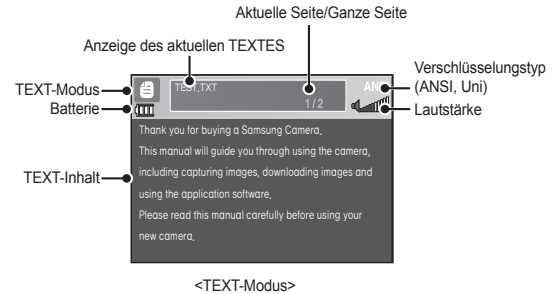 Aktuelle Seite/Ganze Seite
Anzeige des aktuellen TEXTES
TEXT-Modus
Batterie
TEST.TXT
1/2
Verschlüsselungstyp
(ANSI, Uni)
Lautstärke
TEXT-Inhalt
Thank you for buying a Samsung Camera.
This manual will guide you through using the camera,
including capturing images, downloading images and
using the application software.
Please read this manual carefully before using your
new camera.
<TEXT-Modus>